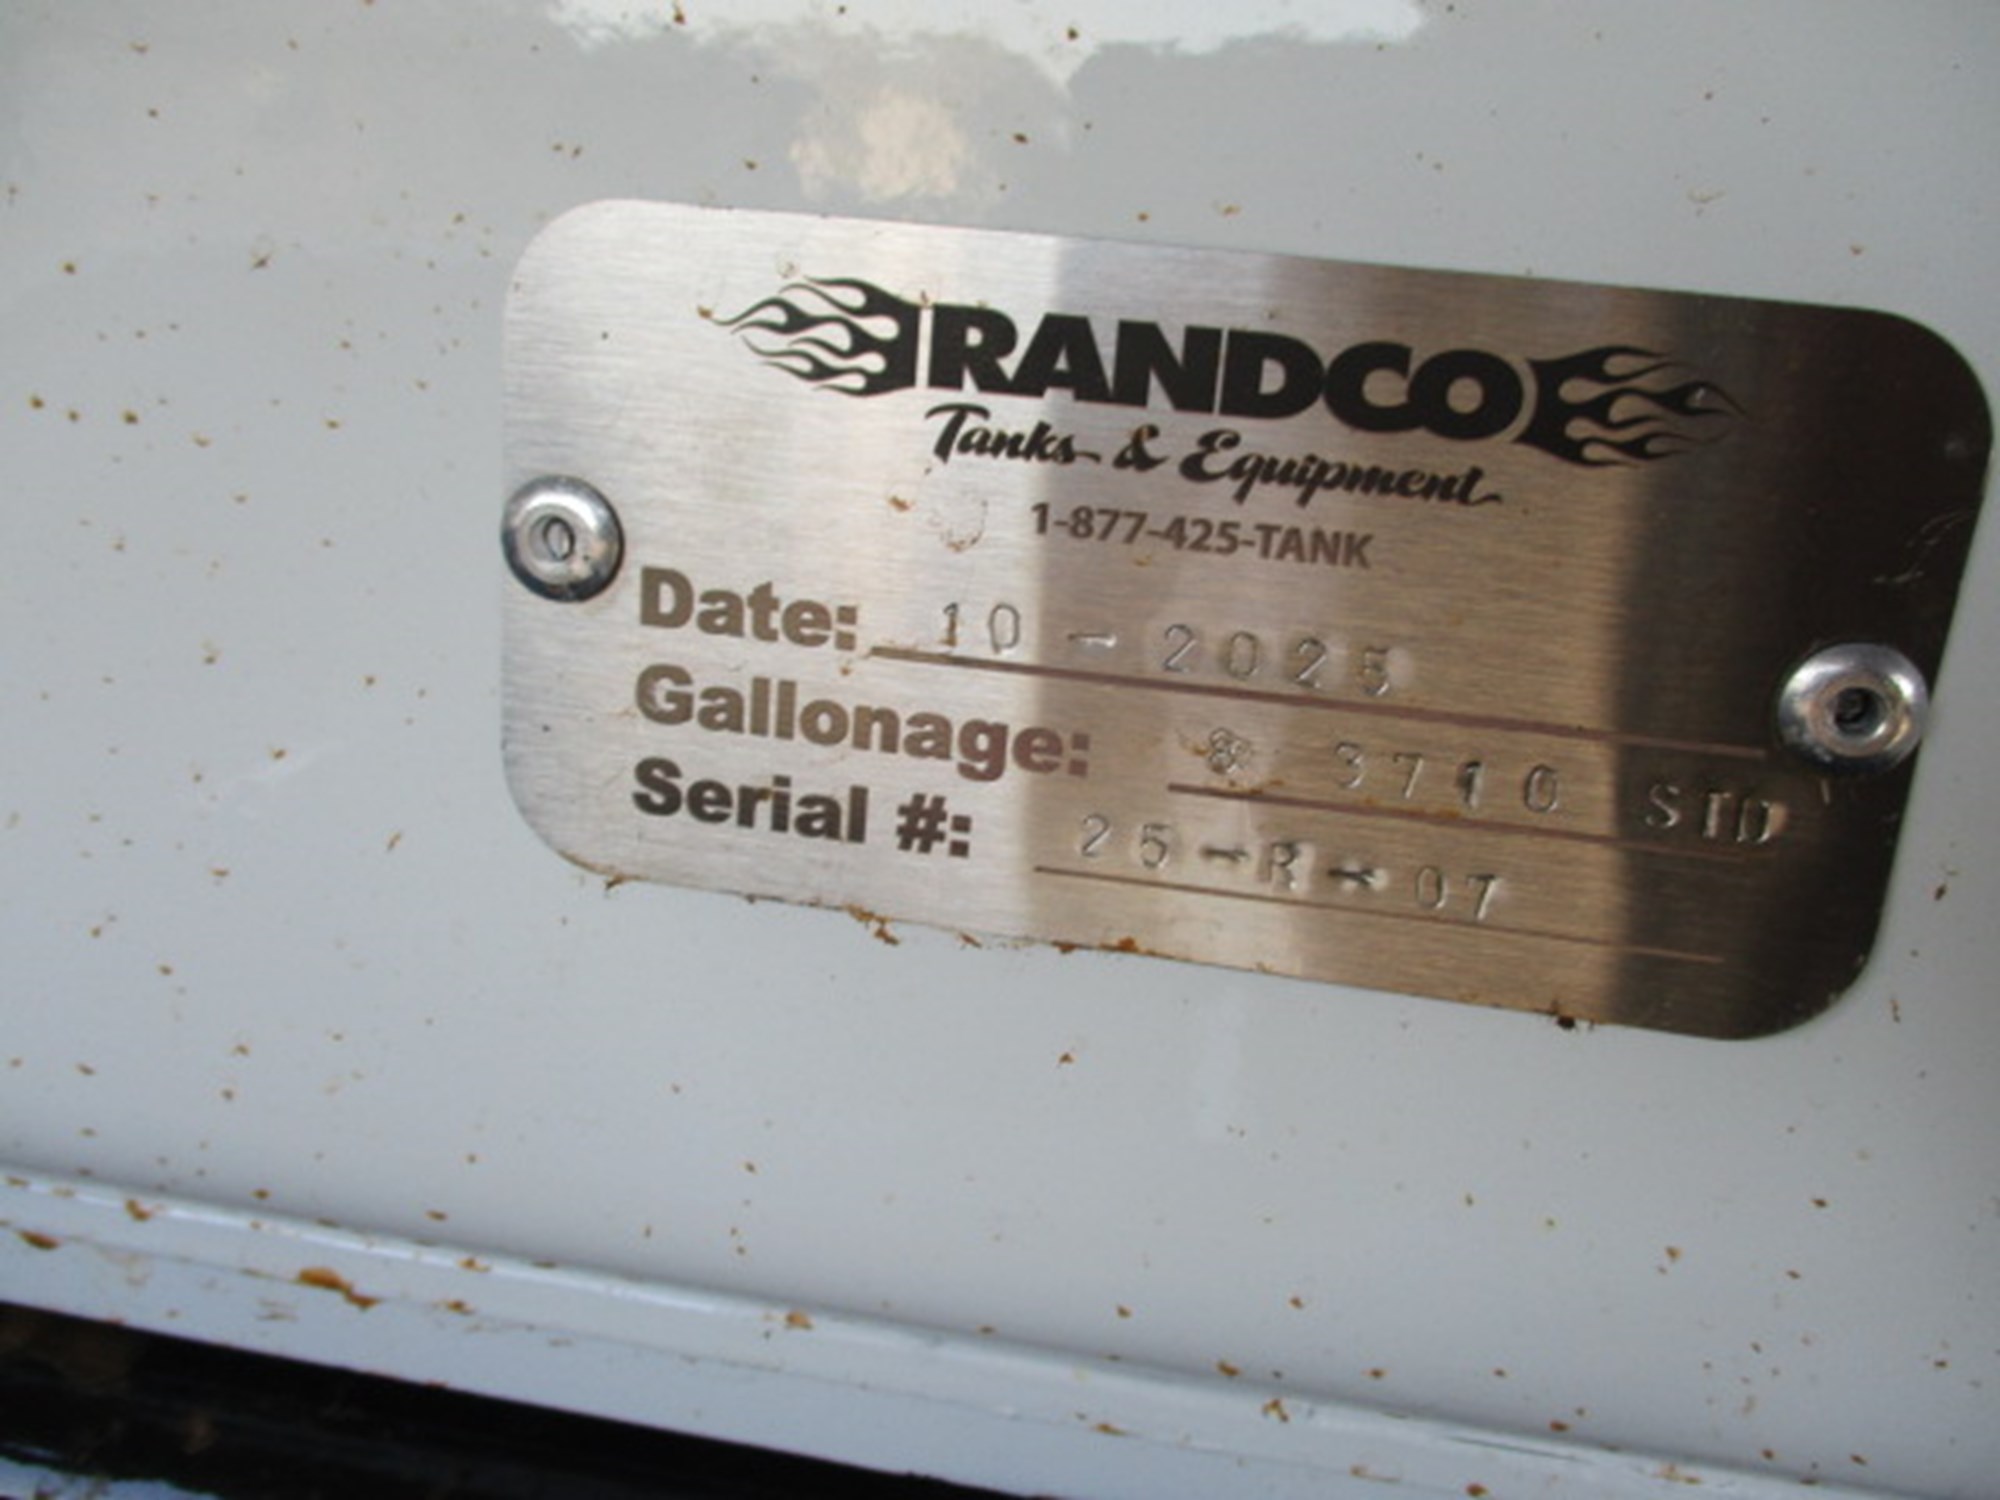 RANDCO
Tanks & Equipment
1-877-425-TANK
Date: 10 - 2025
Gallonage: 3710 STD
Serial #: 25-R-07